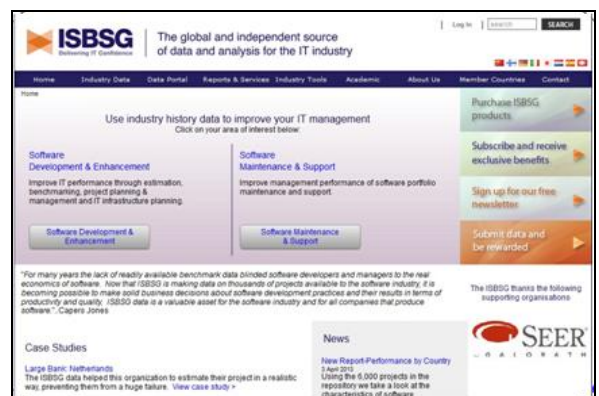 ISBSG
Delivering IT Confidence
The global and independent source
of data and analysis for the IT industry
Log In
search
SEARCH
Home
Industry Data
Data Portal
Reports & Services
Industry Tools
Academic
About Us
Member Countries
Contact
Home
Use industry history data to improve your IT management
Click on your area of interest below:
Software
Development & Enhancement
Improve IT performance through estimation,
benchmarking, project planning &
management and IT infrastructure planning.
Software Development &
Enhancement
Software
Maintenance & Support
Improve management performance of software portfolio
maintenance and support.
Software Maintenance
& Support
Purchase ISBSG
products
Subscribe and receive
exclusive benefits
Sign up for our free
newsletter
Submit data and
be rewarded
"For many years the lack of readily available benchmark data blinded software developers and managers to the real
economics of software. Now that ISBSG is making data on thousands of projects available to the software industry, it is
becoming possible to make solid business decisions about software development practices and their results in terms of
productivity and quality. ISBSG data is a valuable asset for the software industry and for all companies that produce
software."..Capers Jones
The ISBSG thanks the following
supporting organisations
SEER
GALORATH
Case Studies
Large Bank: Netherlands
The ISBSG data helped this organization to estimate their project in a realistic
way, preventing them from a huge failure. View case study >
News
New Report-Performance by Country
3 April 2013
Using the 6,000 projects in the
repository we take a look at the
characteristics of software